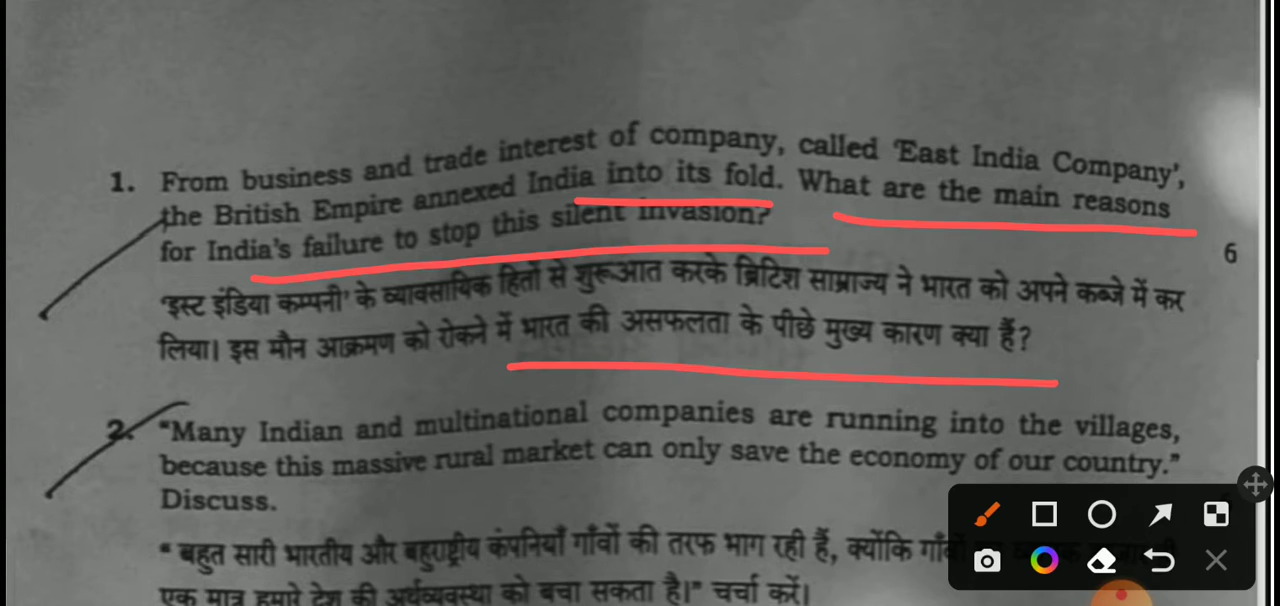 1. From business and trade interest of company, called 'East India Company',
the British Empire annexed India into its fold. What are the main reasons
for India's failure to stop this silent invasion?
6
'इस्ट इंडिया कम्पनी' के व्यावसायिक हितों से शुरूआत करके ब्रिटिश साम्राज्य ने भारत को अपने कब्जे में कर
लिया। इस मौन आक्रमण को रोकने में भारत की असफलता के पीछे मुख्य कारण क्या हैं?
2. "Many Indian and multinational companies are running into the villages,
because this massive rural market can only save the economy of our country."
Discuss.
" बहुत सारी भारतीय और बहुराष्ट्रीय कंपनियाँ गाँवों की तरफ भाग रही हैं, क्योंकि
एक मात्र हमारे देश की अर्थव्यवस्था को बचा सकता है।" चर्चा करें।